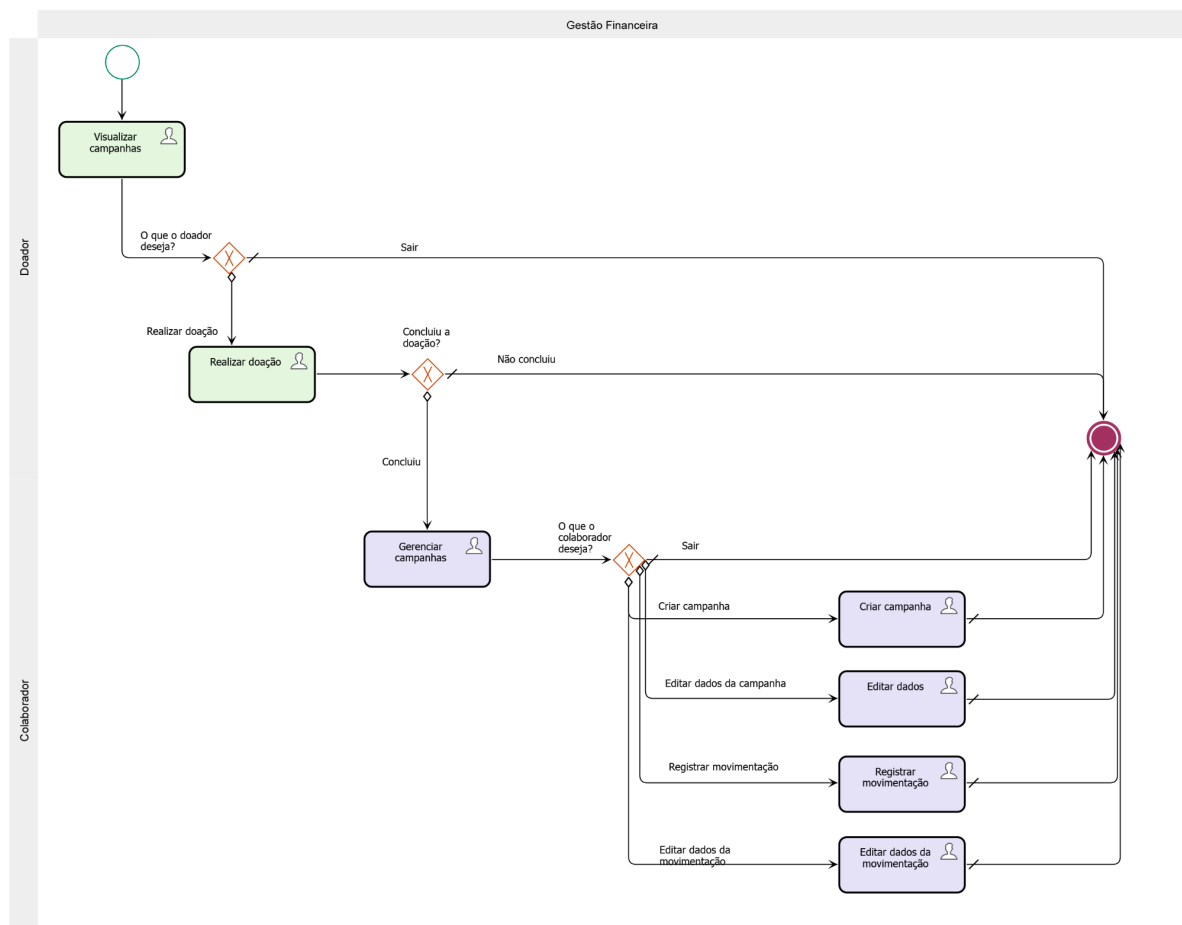 Gestão Financeira
Doador
Visualizar
campanhas
O que o doador
deseja?
Sair
Realizar doação
Realizar doação
Concluiu a
doação?
Não concluiu
Concluiu
Colaborador
Gerenciar
campanhas
O que o
colaborador
deseja?
Sair
Criar campanha
Criar campanha
Editar dados da campanha
Editar dados
Registrar movimentação
Registrar
movimentação
Editar dados da
movimentação
Editar dados da
movimentação